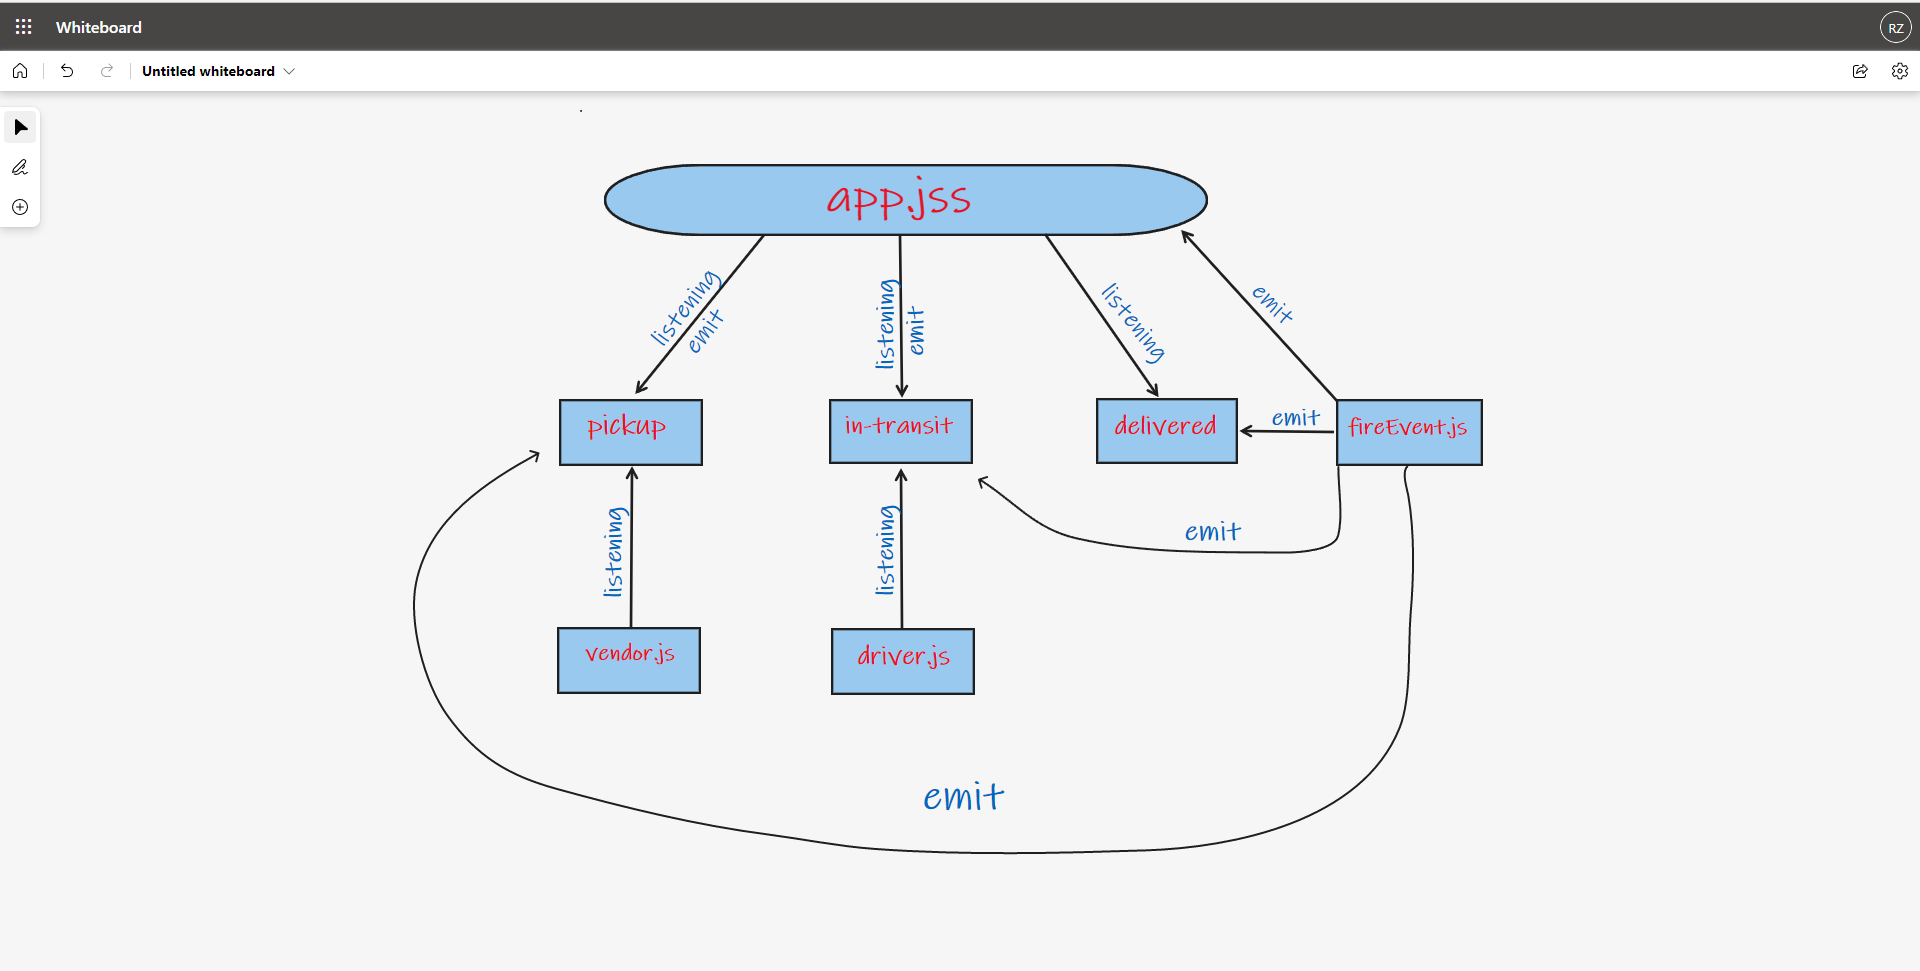 Whiteboard
RZ
Untitled whiteboard
app.jss
listening
emit
listening
emit
listening
emit
pickup
in-transit
delivered
emit
fireEvent.js
listening
listening
emit
vendor.js
driver.js
emit